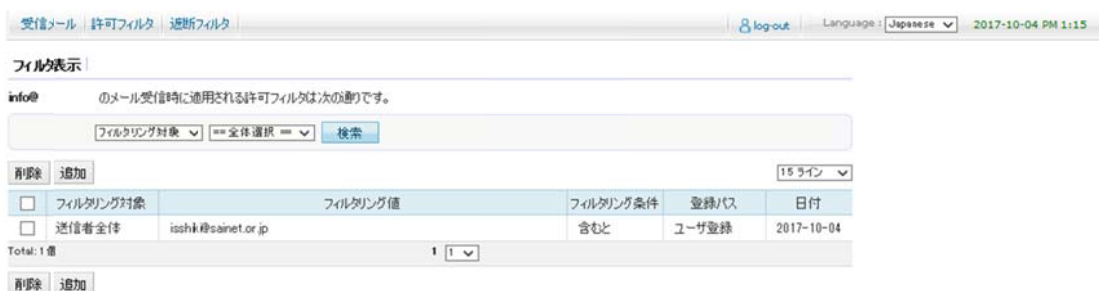 受信メール 許可フィルタ 遮断フィルタ log-out Language : Japanese 2017-10-04 PM 1:15
フィルタ表示
info@ のメール受信時に適用される許可フィルタは次の通りです。
フィルタリング対象 == 全体選択 == 検索
削除 追加 15 ライン
フィルタリング対象 フィルタリング値 フィルタリング条件 登録パス 日付
送信者全体 isshiki@sainet.or.jp 含むと ユーザ登録 2017-10-04
Total: 1 個 1 1
削除 追加